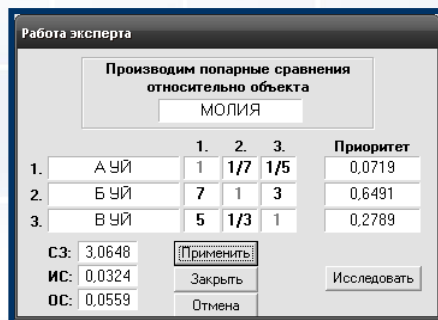 Работа эксперта
Производим попарные сравнения
относительно объекта
МОЛИЯ
1. 2. 3. Приоритет
1. А УЙ 1 1/7 1/5 0,0719
2. Б УЙ 7 1 3 0,6491
3. В УЙ 5 1/3 1 0,2789
СЗ: 3,0648 Применить
ИС: 0,0324 Закрыть Исследовать
ОС: 0,0559 Отмена